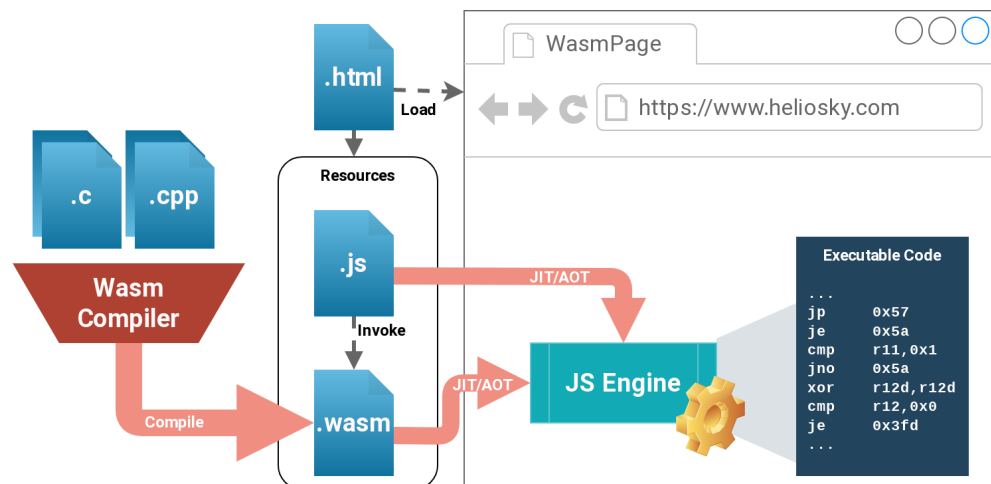 WasmPage
https://www.heliosky.com
.html
Load
Resources
.c
.cpp
Wasm
Compiler
Compile
.js
Invoke
.wasm
JIT/AOT
JIT/AOT
JS Engine
Executable Code
...
jp 0x57
je 0x5a
cmp r11,0x1
jno 0x5a
xor r12d,r12d
cmp r12,0x0
je 0x3fd
...